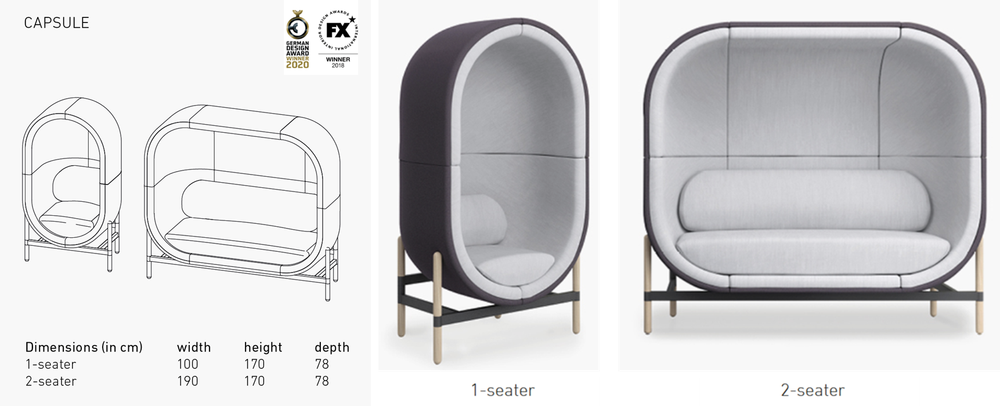 CAPSULE
GERMAN
DESIGN
AWARD
WINNER
2020
DESIGN AWARDS
INTERNATIONAL INTERIOR
FX
WINNER
2018
Dimensions (in cm) width height depth
1-seater 100 170 78
2-seater 190 170 78
1-seater
2-seater